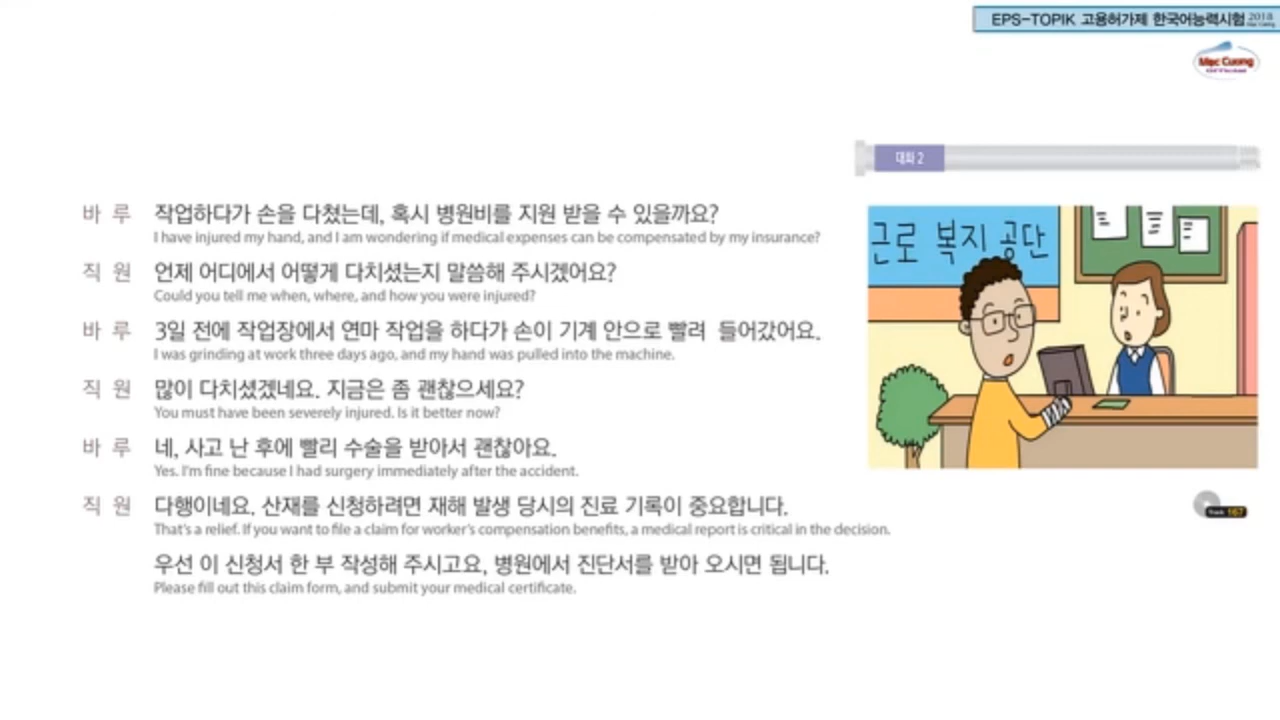 EPS-TOPIK 고용허가제 한국어능력시험 2018
Mạc Cương
대화 2
바 루 작업하다가 손을 다쳤는데, 혹시 병원비를 지원 받을 수 있을까요?
I have injured my hand, and I am wondering if medical expenses can be compensated by my insurance?
직 원 언제 어디에서 어떻게 다치셨는지 말씀해 주시겠어요?
Could you tell me when, where, and how you were injured?
바 루 3일 전에 작업장에서 연마 작업을 하다가 손이 기계 안으로 빨려 들어갔어요.
I was grinding at work three days ago, and my hand was pulled into the machine.
직 원 많이 다치셨겠네요. 지금은 좀 괜찮으세요?
You must have been severely injured. Is it better now?
바 루 네, 사고 난 후에 빨리 수술을 받아서 괜찮아요.
Yes. I'm fine because I had surgery immediately after the accident.
직 원 다행이네요, 산재를 신청하려면 재해 발생 당시의 진료 기록이 중요합니다.
That's a relief. If you want to file a claim for worker's compensation benefits, a medical report is critical in the decision.
우선 이 신청서 한 부 작성해 주시고요, 병원에서 진단서를 받아 오시면 됩니다.
Please fill out this claim form, and submit your medical certificate.
근로 복지 공단
Track 167